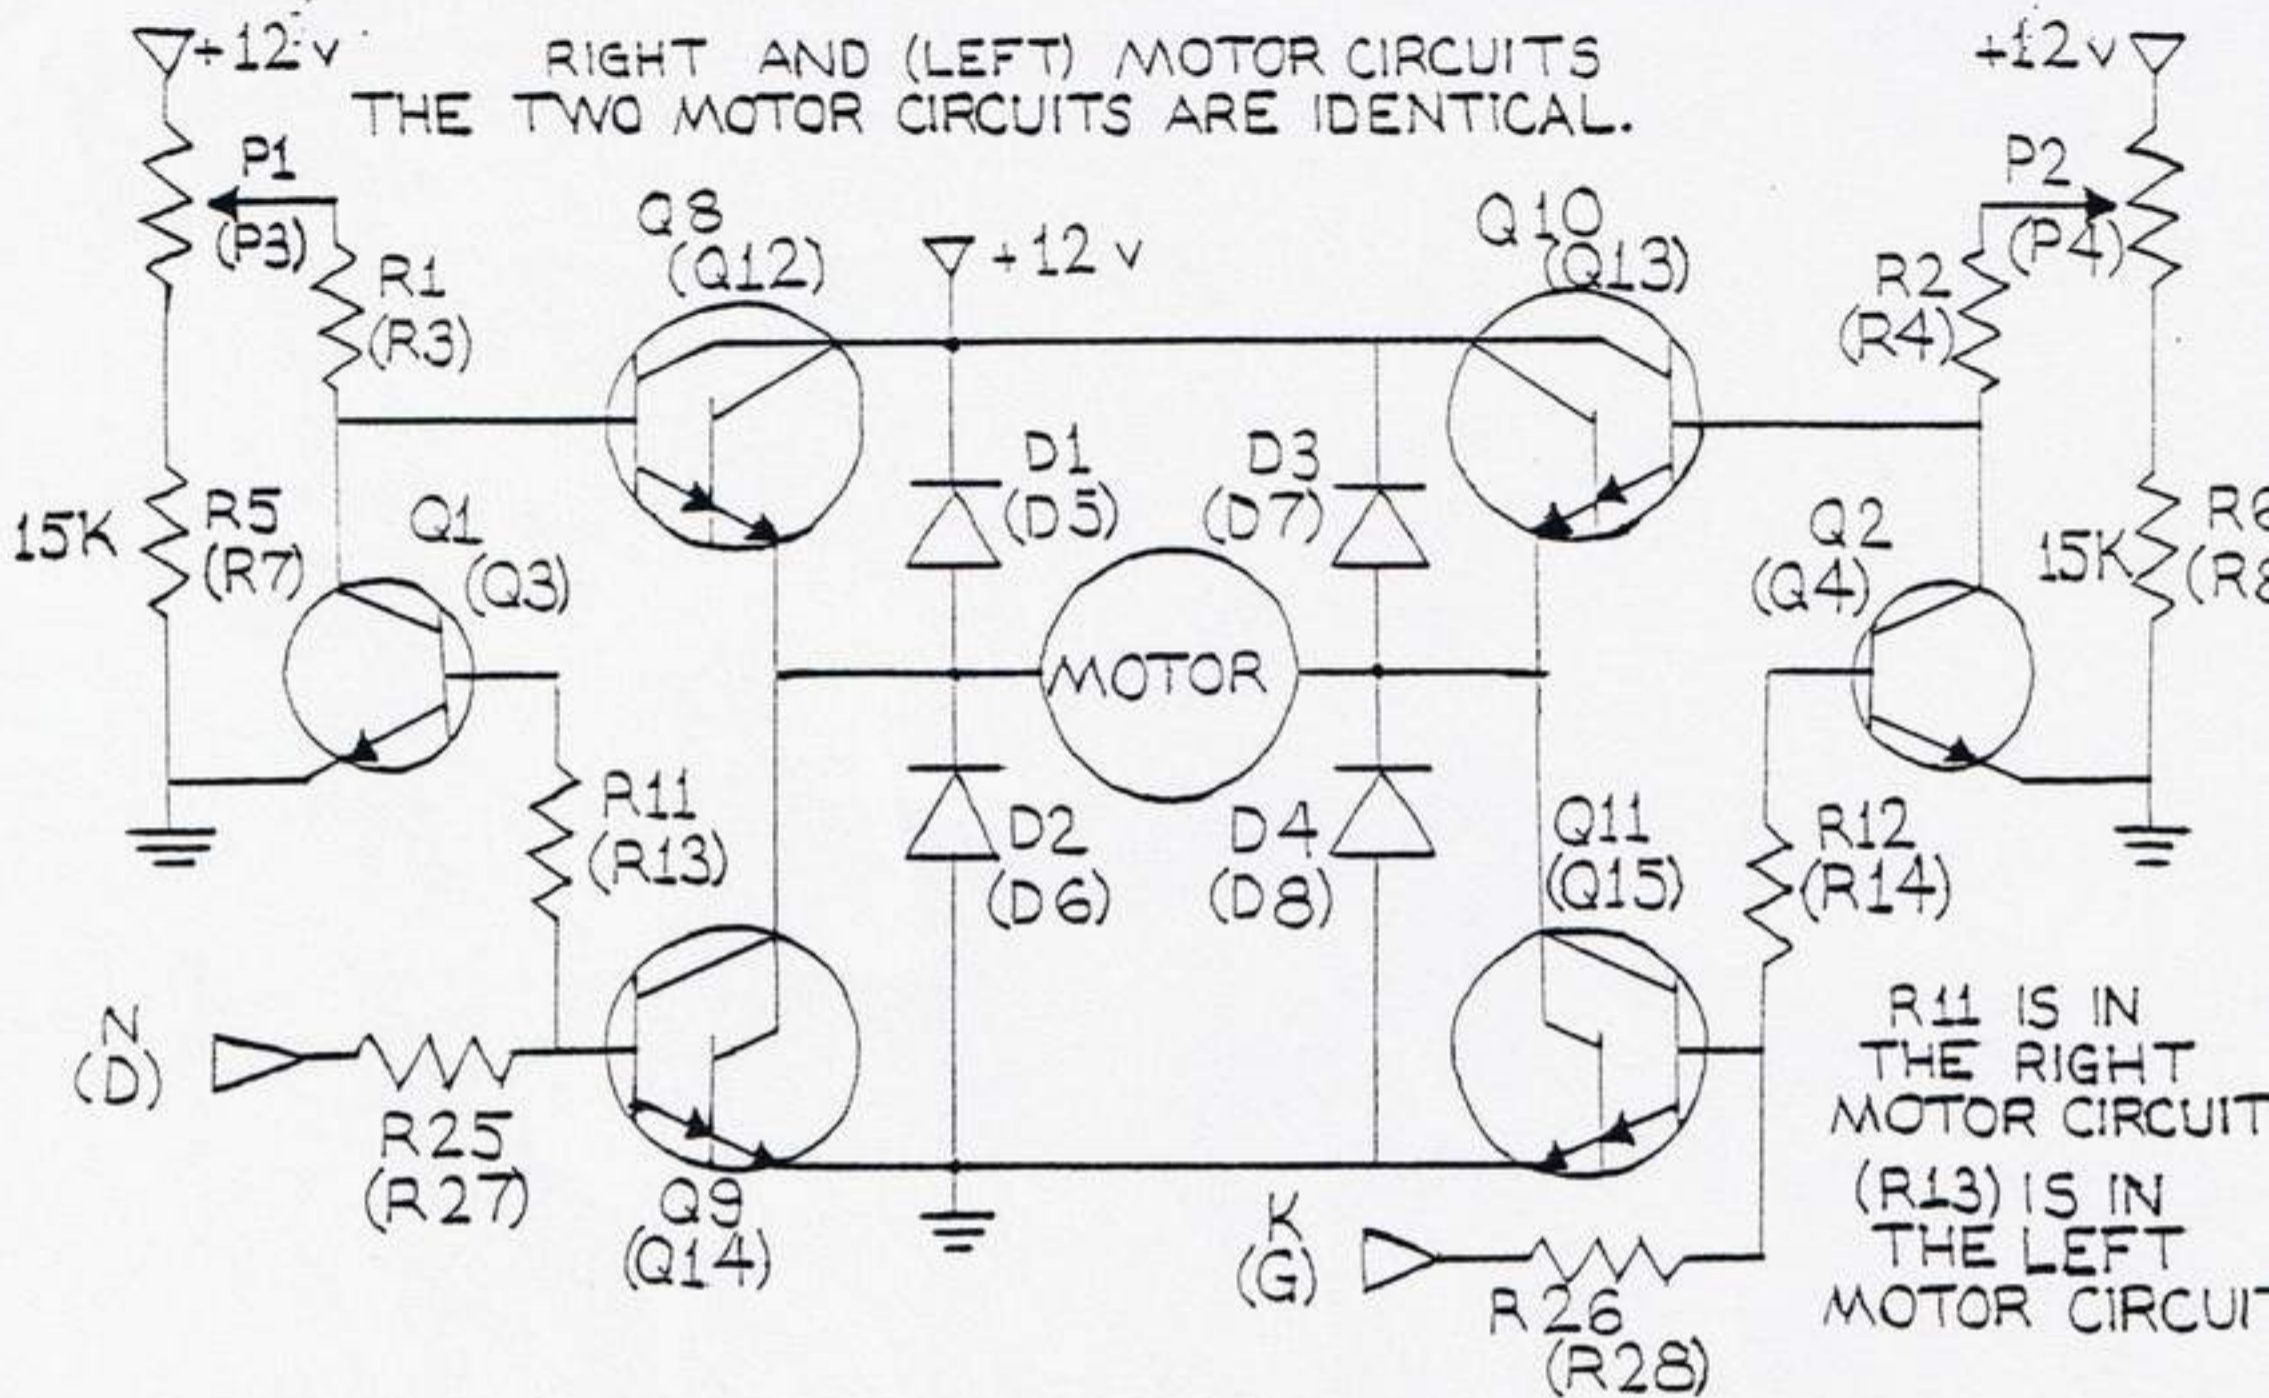 +12 v
RIGHT AND (LEFT) MOTOR CIRCUITS
THE TWO MOTOR CIRCUITS ARE IDENTICAL.
+12 v
P1
(P3)
R1
(R3)
Q8
(Q12)
+12 v
Q10
(Q13)
P2
(P4)
R2
(R4)
15K
R5
(R7)
Q1
(Q3)
D1
(D5)
D3
(D7)
Q2
(Q4)
15K
MOTOR
R11
(R13)
D2
(D6)
D4
(D8)
Q11
(Q15)
R12
(R14)
N
(D)
R25
(R27)
Q9
(Q14)
K
(G)
R26
(R28)
R11 IS IN
THE RIGHT
MOTOR CIRCUIT
(R13) IS IN
THE LEFT
MOTOR CIRCUIT